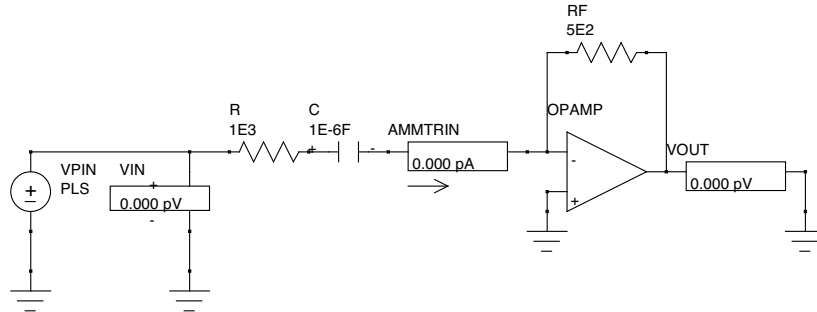 RF
5E2
R
1E3
C
1E-6F
+
-
AMMTRIN
0.000 pA
OPAMP
-
+
VOUT
0.000 pV
VPIN
PLS
+
VIN
+
0.000 pV
-